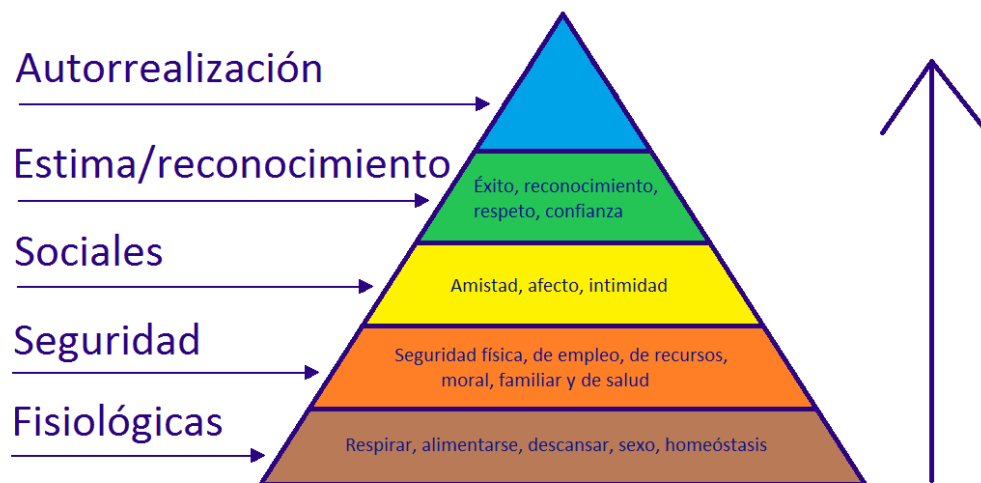 Autorrealización
Estima/reconocimiento
Éxito, reconocimiento,
respeto, confianza
Sociales
Amistad, afecto, intimidad
Seguridad
Seguridad física, de empleo, de recursos,
moral, familiar y de salud
Fisiológicas
Respirar, alimentarse, descansar, sexo, homeóstasis